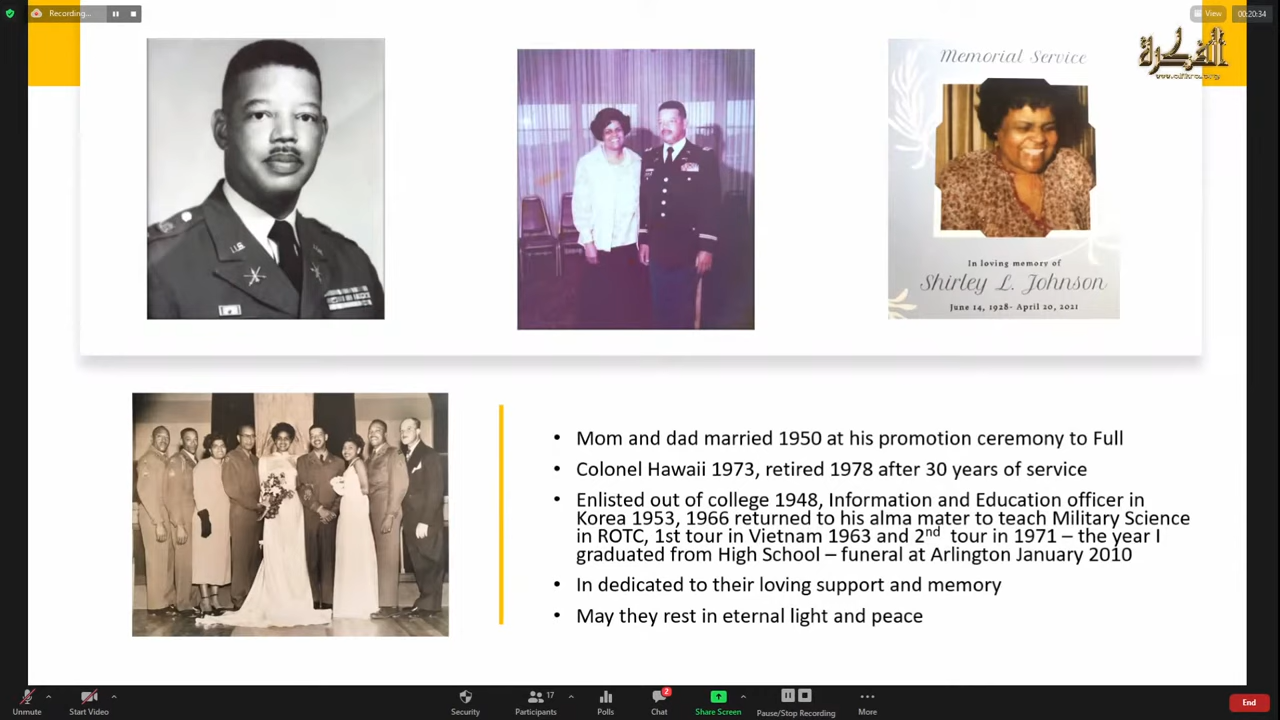 Recording...
View
00:20:34
الفكرة
Memorial Service
U.S.
In loving memory of
Shirley L. Johnson
June 14, 1928- April 20, 2021
• Mom and dad married 1950 at his promotion ceremony to Full
• Colonel Hawaii 1973, retired 1978 after 30 years of service
• Enlisted out of college 1948, Information and Education officer in
Korea 1953, 1966 returned to his alma mater to teach Military Science
in ROTC, 1st tour in Vietnam 1963 and 2nd tour in 1971 – the year I
graduated from High School – funeral at Arlington January 2010
• In dedicated to their loving support and memory
• May they rest in eternal light and peace
Unmute
Start Video
Security
Participants
17
Polls
Chat
2
Share Screen
Pause/Stop Recording
More
End